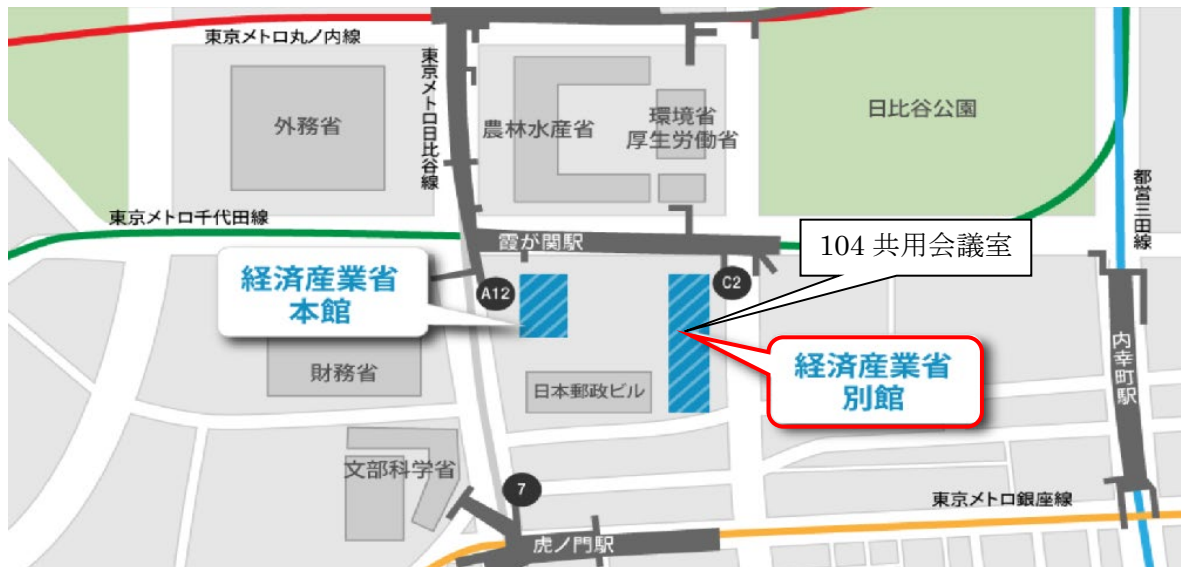 東京メトロ丸ノ内線
東京メトロ日比谷線
外務省
農林水産省
環境省
厚生労働省
日比谷公園
都営三田線
東京メトロ千代田線
霞が関駅
104 共用会議室
経済産業省
本館
A12
C2
経済産業省
別館
内幸町駅
財務省
日本郵政ビル
文部科学省
7
東京メトロ銀座線
虎ノ門駅